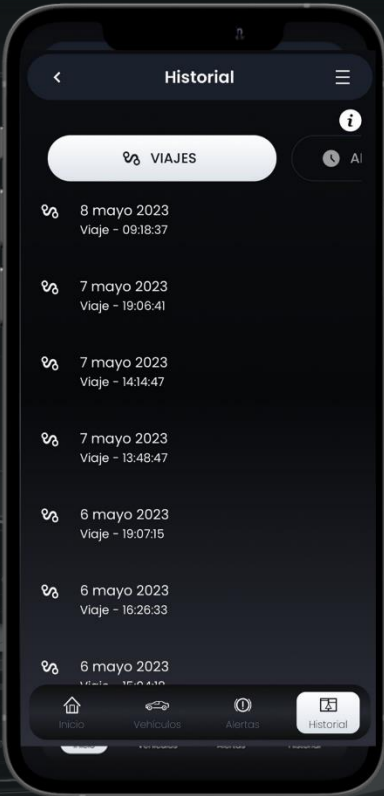 Historial
VIAJES
8 mayo 2023
Viaje - 09:18:37
7 mayo 2023
Viaje - 19:06:41
7 mayo 2023
Viaje - 14:14:47
7 mayo 2023
Viaje - 13:48:47
6 mayo 2023
Viaje - 19:07:15
6 mayo 2023
Viaje - 16:26:33
6 mayo 2023
Inicio Vehículos Alertas Historial